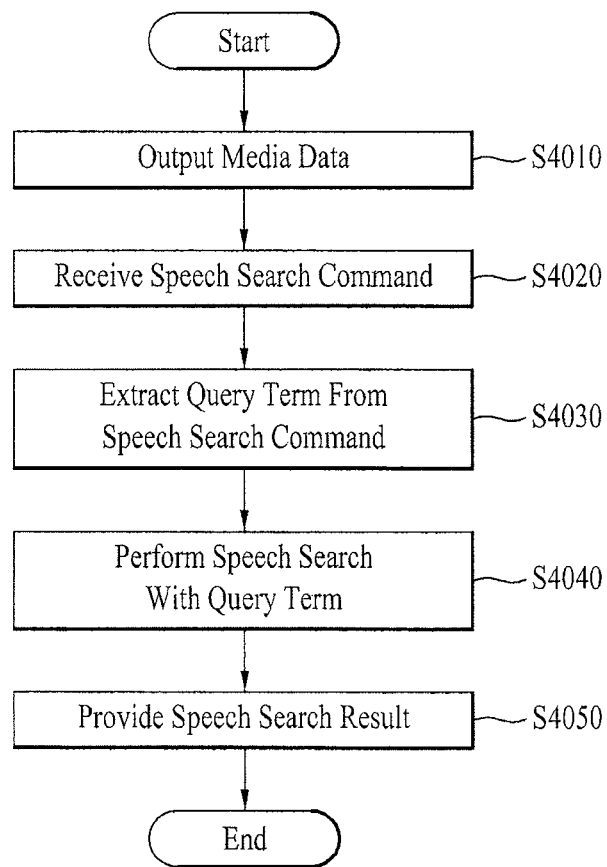 Start
Output Media Data
S4010
Receive Speech Search Command
S4020
Extract Query Term From
Speech Search Command
S4030
Perform Speech Search
With Query Term
S4040
Provide Speech Search Result
S4050
End